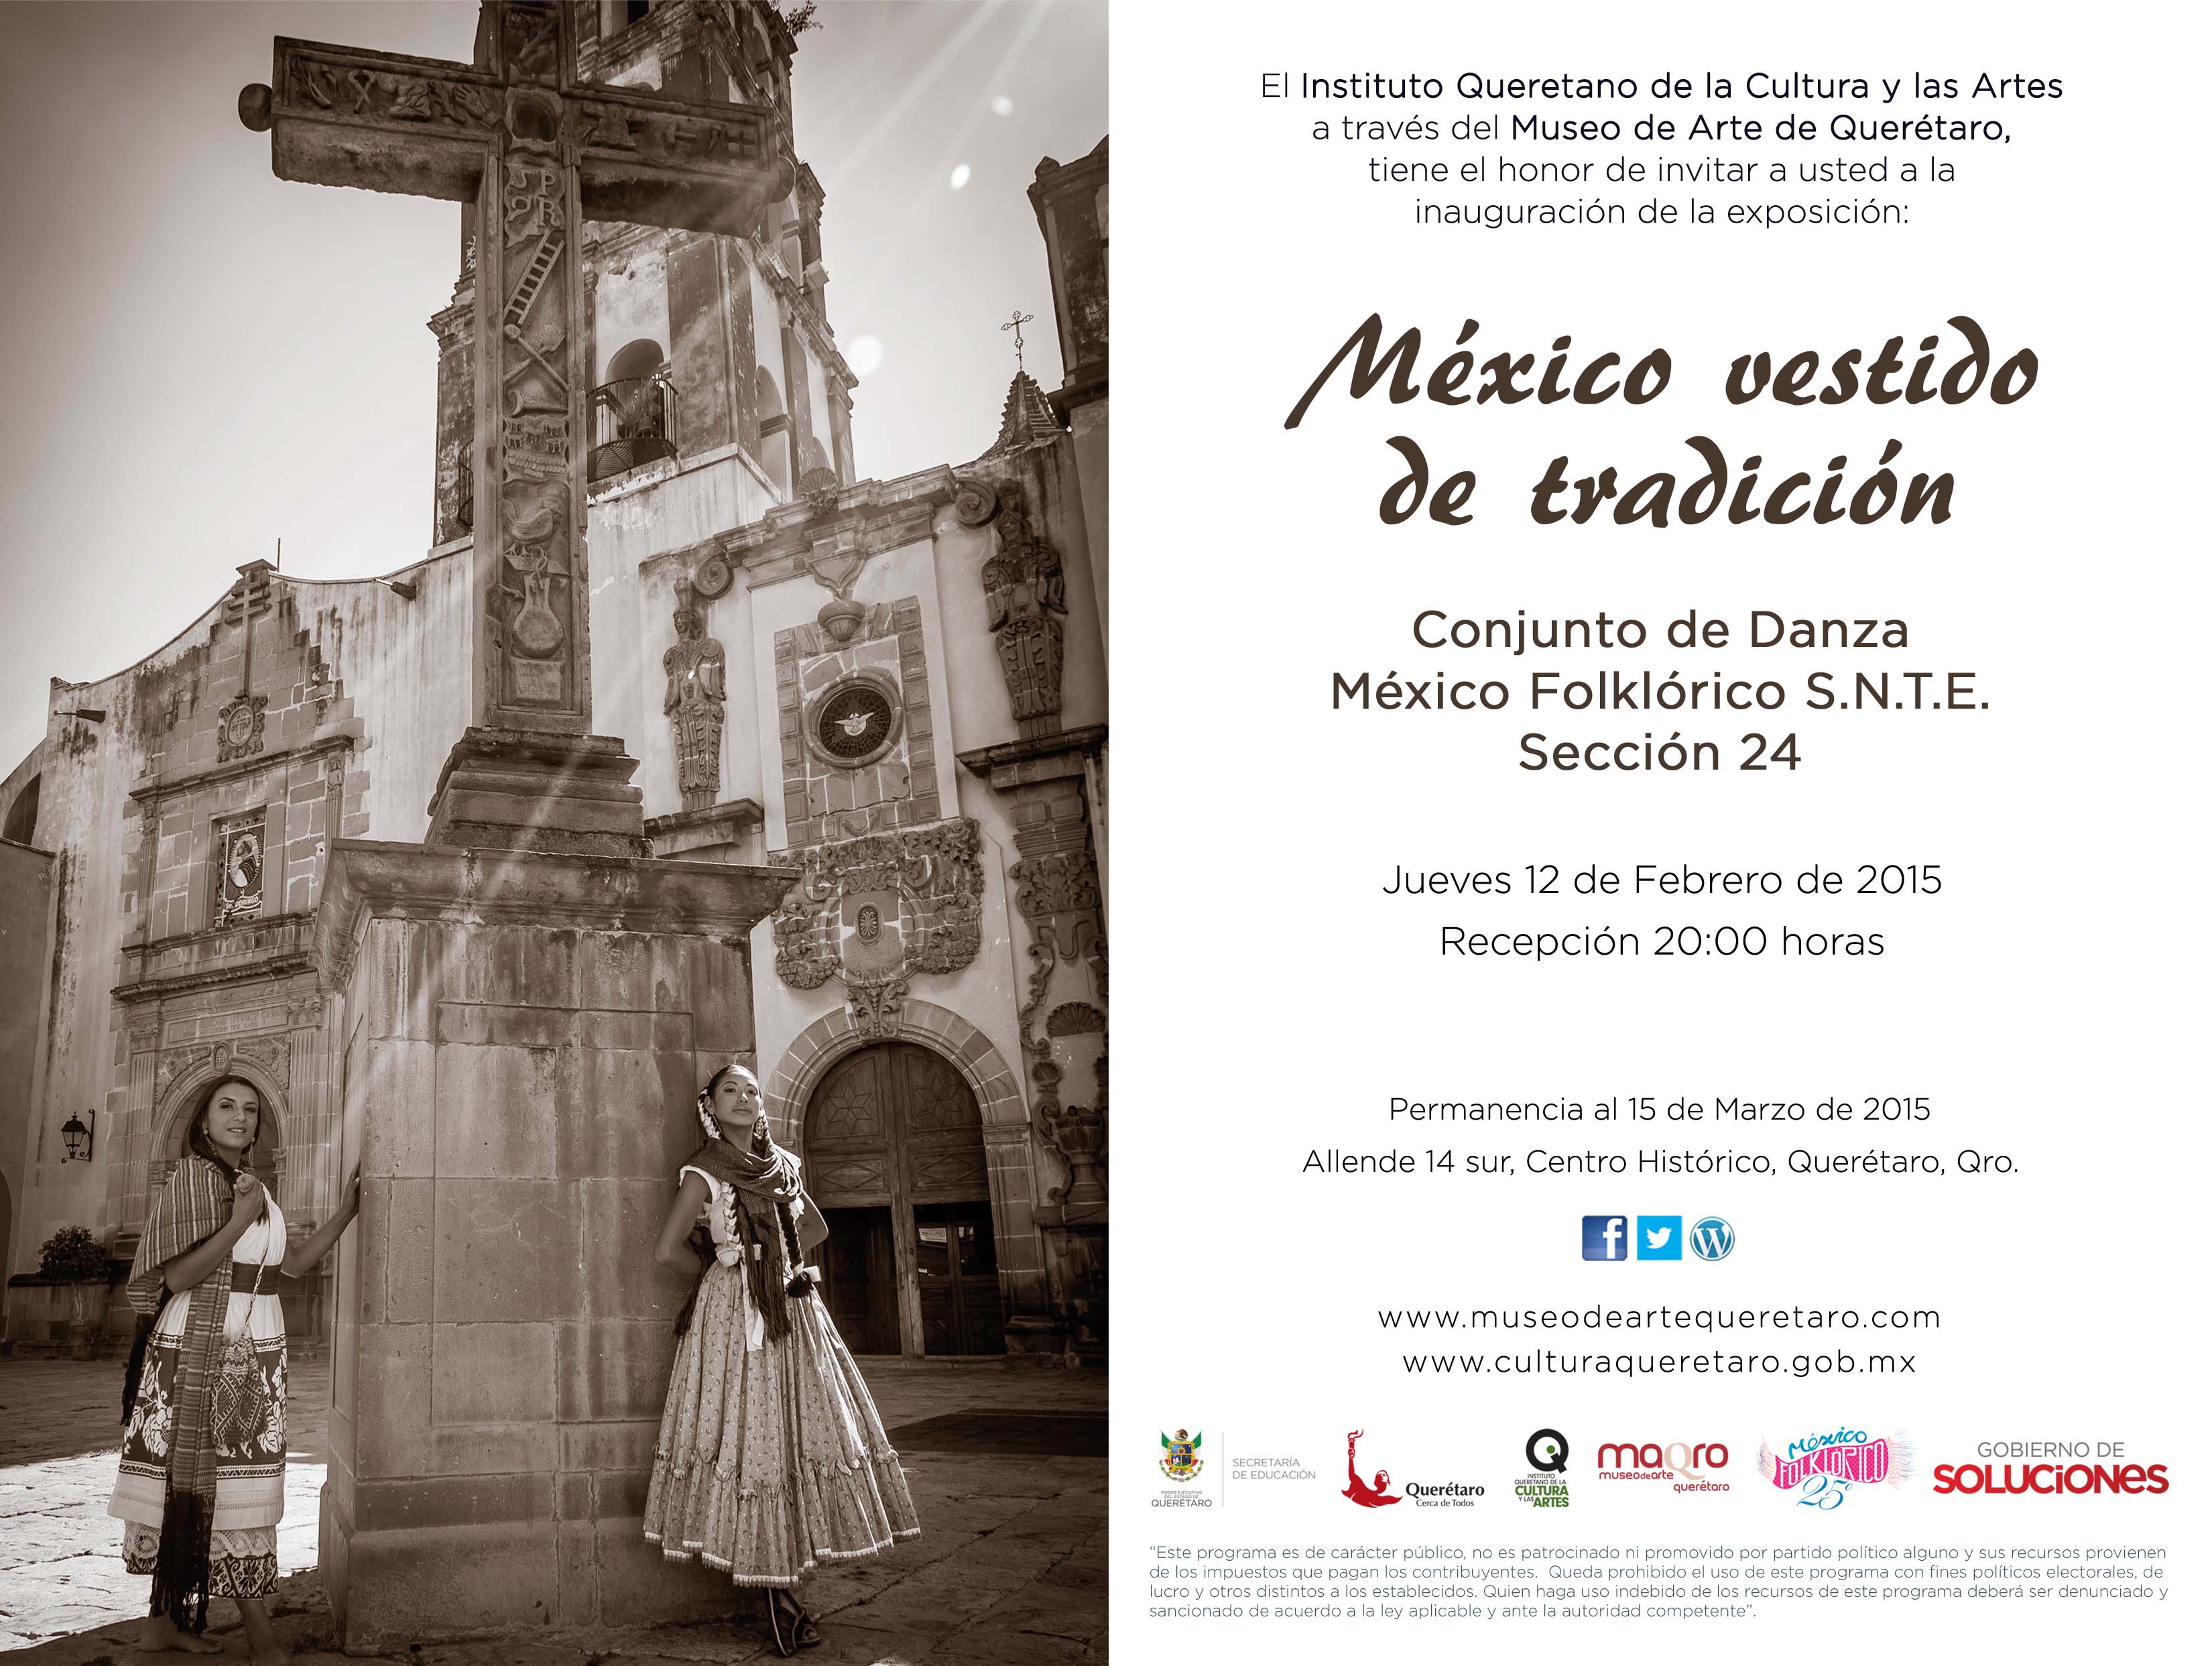 El Instituto Queretano de la Cultura y las Artes
a través del Museo de Arte de Querétaro,
tiene el honor de invitar a usted a la
inauguración de la exposición:
México vestido
de tradición
Conjunto de Danza
México Folklórico S.N.T.E.
Sección 24
Jueves 12 de Febrero de 2015
Recepción 20:00 horas
Permanencia al 15 de Marzo de 2015
Allende 14 sur, Centro Histórico, Querétaro, Qro.
www.museodeartequeretaro.com
www.culturaqueretaro.gob.mx
PODER EJECUTIVO
DEL ESTADO DE
QUERÉTARO
SECRETARÍA
DE EDUCACIÓN
Querétaro
Cerca de Todos
INSTITUTO
QUERETANO DE LA
CULTURA
Y LAS ARTES
maQro
museodearte
querétaro
México
FOLKLÓRICO
25º
GOBIERNO DE
SOLUCiONES
“Este programa es de carácter público, no es patrocinado ni promovido por partido político alguno y sus recursos provienen
de los impuestos que pagan los contribuyentes. Queda prohibido el uso de este programa con fines políticos electorales, de
lucro y otros distintos a los establecidos. Quien haga uso indebido de los recursos de este programa deberá ser denunciado y
sancionado de acuerdo a la ley aplicable y ante la autoridad competente”.